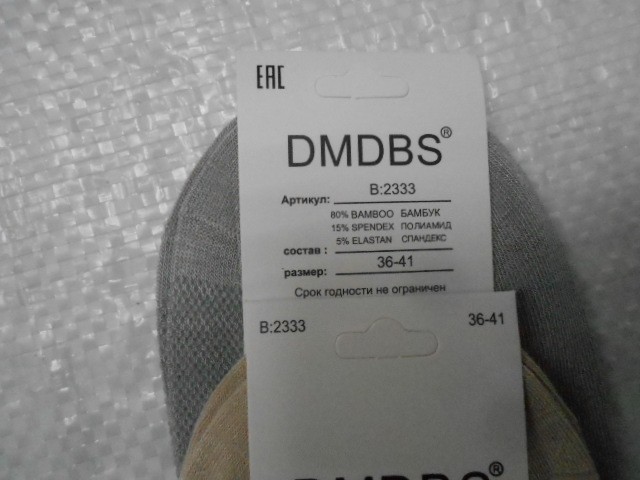 EAC
DMDBS®
Артикул: B:2333
80% BAMBOO БАМБУК
15% SPENDEX ПОЛИАМИД
5% ELASTAN СПАНДЕКС
состав :
размер: 36-41
Срок годности не ограничен
B:2333 36-41
DMDBS®